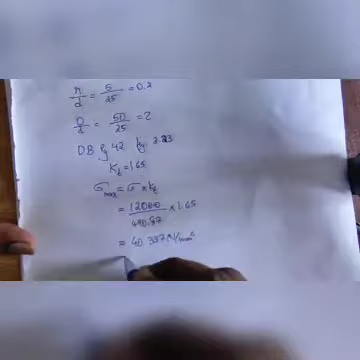 r/d = 5/25 = 0.2
D/d = 50/25 = 2
DB Pg 42 fig 2.23
Kt = 1.65
σmax = σ × Kt
= 12000/490.87 × 1.65
= 40.337 N/mm²